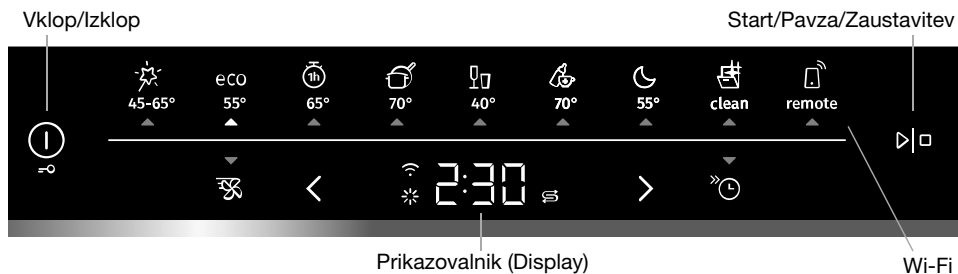 Vklop/Izklop
Start/Pavza/Zaustavitev
eco 1h
45-65° 55° 65° 70° 40° 70° 55° clean remote
2:30
Prikazovalnik (Display)
Wi-Fi